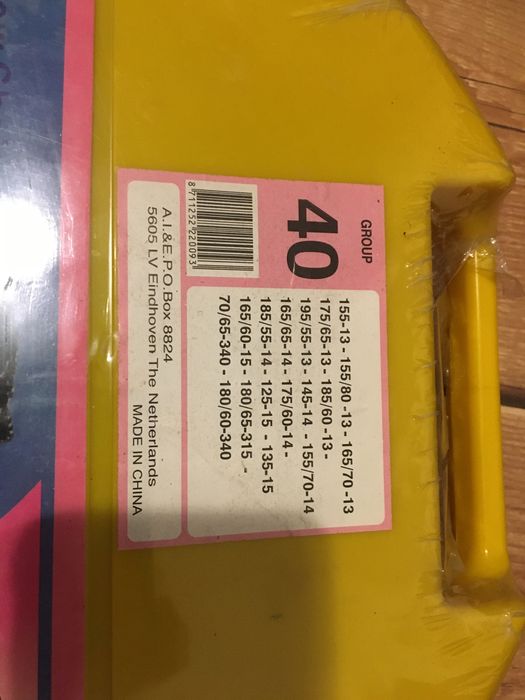 GROUP
40
155-13 - 155/80 -13 - 165/70 -13
175/65-13 - 185/60 -13 -
195/55-13 - 145-14 - 155/70-14
165/65-14 - 175/60-14 -
185/55-14 - 125-15 - 135-15
165/60-15 - 180/65-315 -
70/65-340 - 180/60-340
8 711252 220093
A.I.&E.P.O.Box 8824
5605 LV Eindhoven The Netherlands
MADE IN CHINA